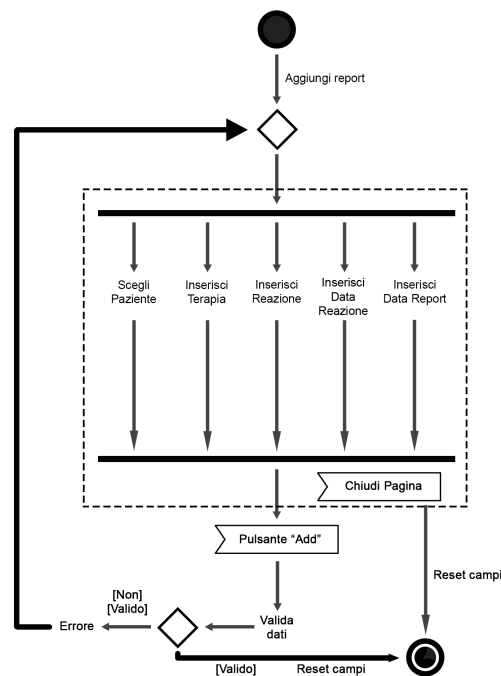 Aggiungi report
Scegli
Paziente
Inserisci
Terapia
Inserisci
Reazione
Inserisci
Data
Reazione
Inserisci
Data Report
Chiudi Pagina
Pulsante “Add”
Reset campi
[Non]
[Valido]
Errore
Valida
dati
[Valido]
Reset campi